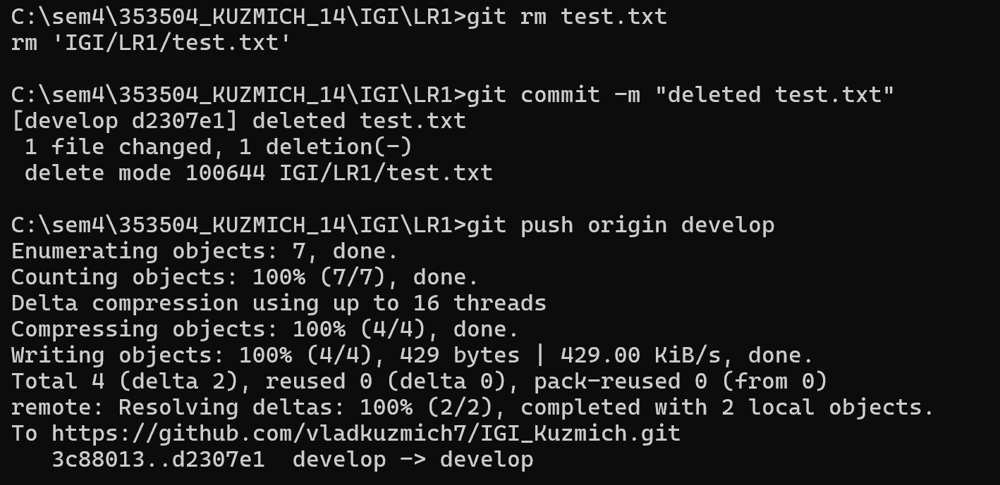 C:\sem4\353504_KUZMICH_14\IGI\LR1>git rm test.txt
rm 'IGI/LR1/test.txt'
C:\sem4\353504_KUZMICH_14\IGI\LR1>git commit -m "deleted test.txt"
[develop d2307e1] deleted test.txt
 1 file changed, 1 deletion(-)
 delete mode 100644 IGI/LR1/test.txt
C:\sem4\353504_KUZMICH_14\IGI\LR1>git push origin develop
Enumerating objects: 7, done.
Counting objects: 100% (7/7), done.
Delta compression using up to 16 threads
Compressing objects: 100% (4/4), done.
Writing objects: 100% (4/4), 429 bytes | 429.00 KiB/s, done.
Total 4 (delta 2), reused 0 (delta 0), pack-reused 0 (from 0)
remote: Resolving deltas: 100% (2/2), completed with 2 local objects.
To https://github.com/vladkuzmich7/IGI_Kuzmich.git
   3c88013..d2307e1  develop -> develop